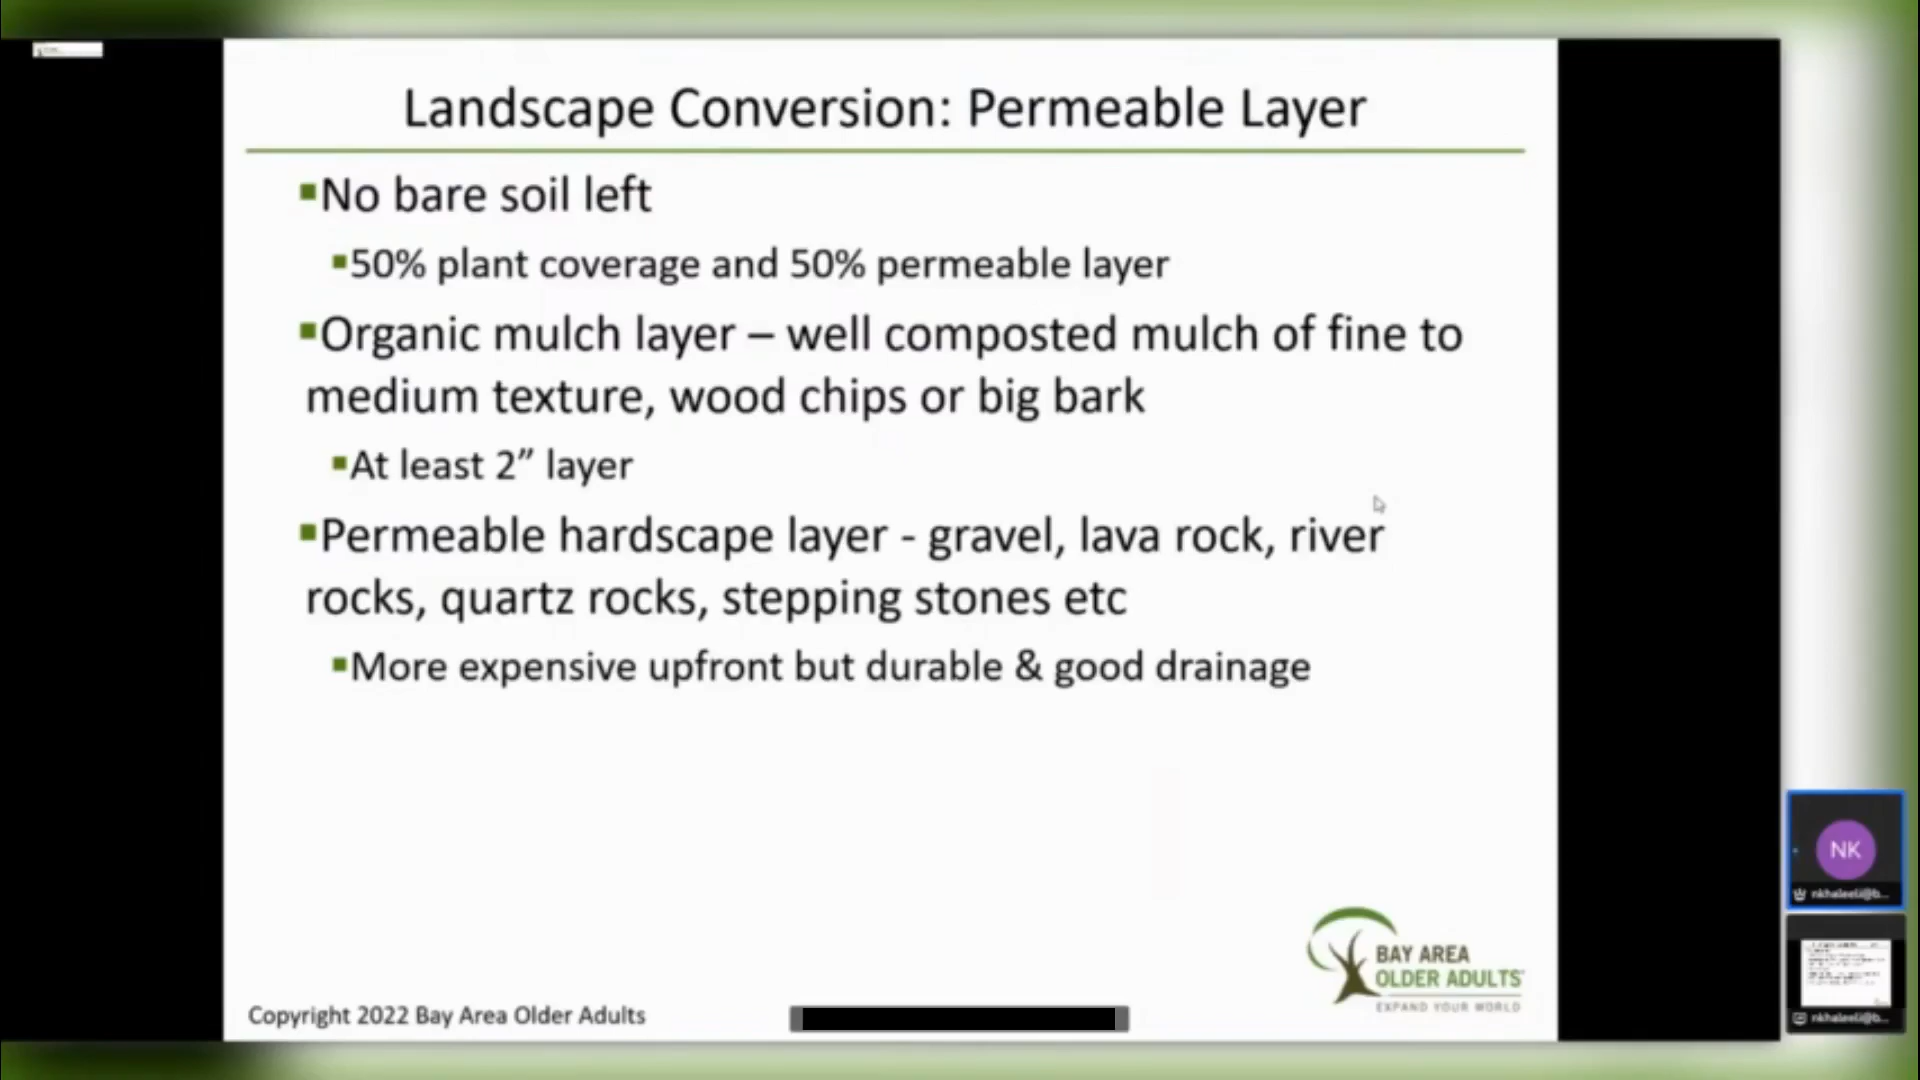 Landscape Conversion: Permeable Layer
No bare soil left
50% plant coverage and 50% permeable layer
Organic mulch layer – well composted mulch of fine to
medium texture, wood chips or big bark
At least 2” layer
Permeable hardscape layer - gravel, lava rock, river
rocks, quartz rocks, stepping stones etc
More expensive upfront but durable & good drainage
NK
nkhaleeli@b...
BAY AREA
OLDER ADULTS
EXPAND YOUR WORLD
Copyright 2022 Bay Area Older Adults
nkhaleeli@b...